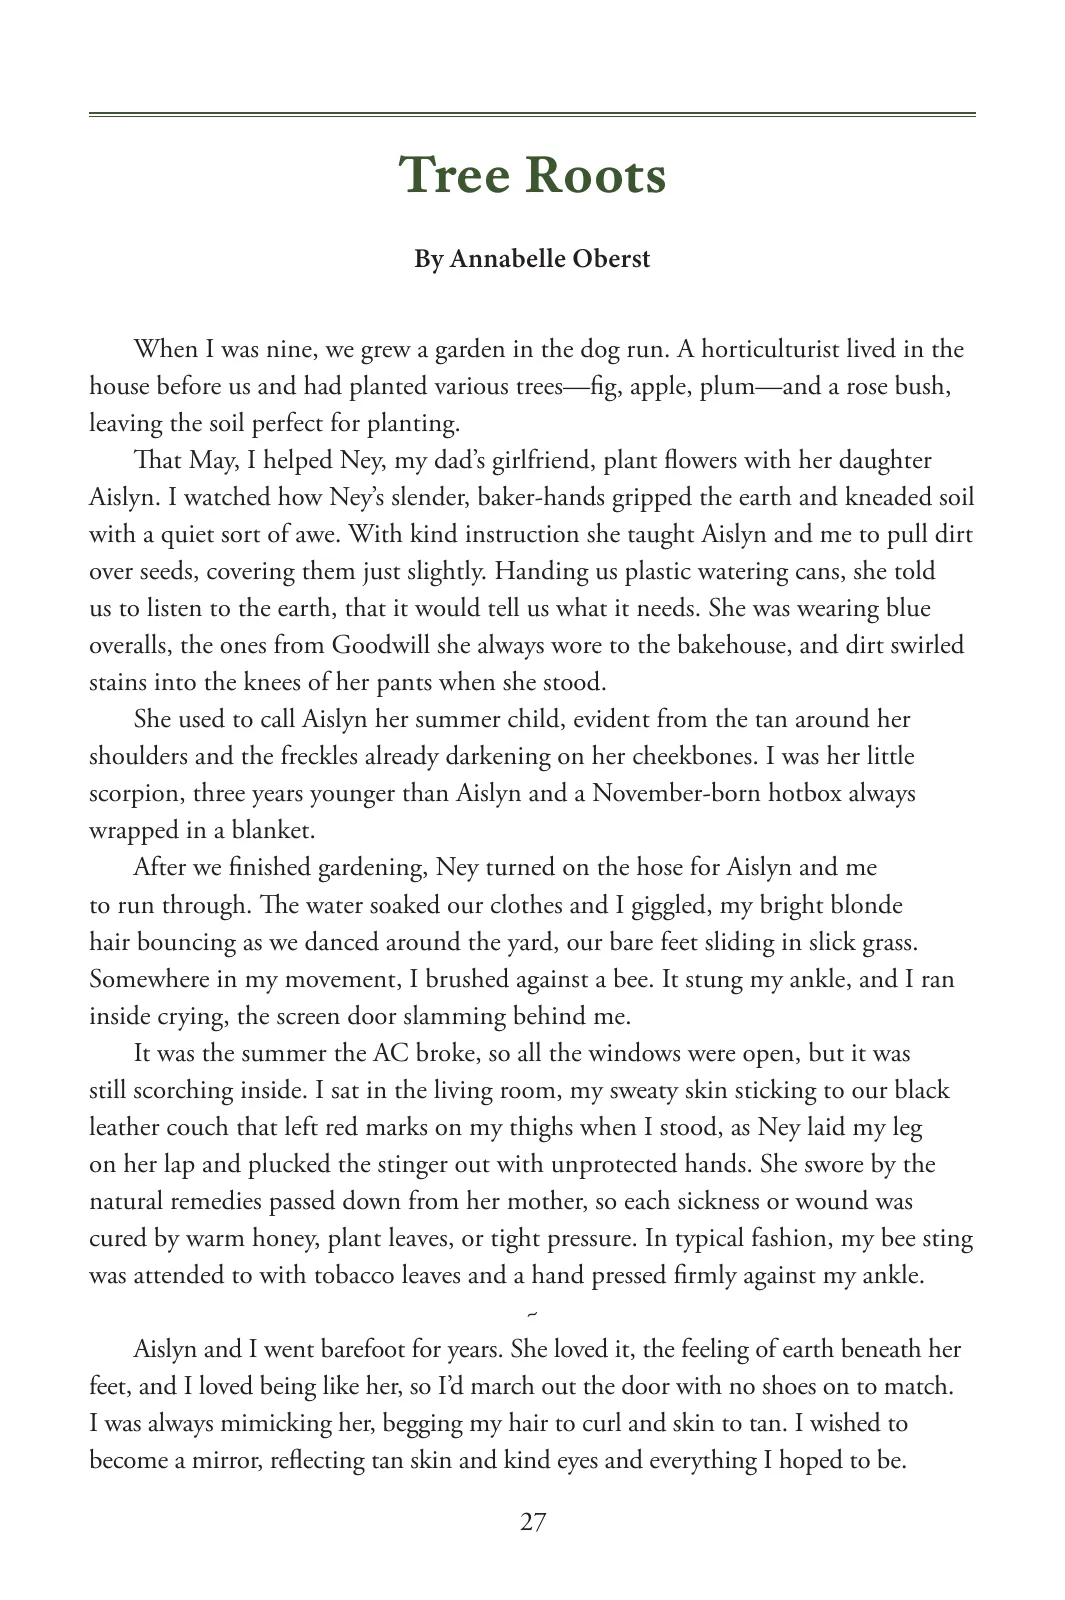 Tree Roots
By Annabelle Oberst
When I was nine, we grew a garden in the dog run. A horticulturist lived in the
house before us and had planted various trees—fig, apple, plum—and a rose bush,
leaving the soil perfect for planting.
That May, I helped Ney, my dad’s girlfriend, plant flowers with her daughter
Aislyn. I watched how Ney’s slender, baker-hands gripped the earth and kneaded soil
with a quiet sort of awe. With kind instruction she taught Aislyn and me to pull dirt
over seeds, covering them just slightly. Handing us plastic watering cans, she told
us to listen to the earth, that it would tell us what it needs. She was wearing blue
overalls, the ones from Goodwill she always wore to the bakehouse, and dirt swirled
stains into the knees of her pants when she stood.
She used to call Aislyn her summer child, evident from the tan around her
shoulders and the freckles already darkening on her cheekbones. I was her little
scorpion, three years younger than Aislyn and a November-born hotbox always
wrapped in a blanket.
After we finished gardening, Ney turned on the hose for Aislyn and me
to run through. The water soaked our clothes and I giggled, my bright blonde
hair bouncing as we danced around the yard, our bare feet sliding in slick grass.
Somewhere in my movement, I brushed against a bee. It stung my ankle, and I ran
inside crying, the screen door slamming behind me.
It was the summer the AC broke, so all the windows were open, but it was
still scorching inside. I sat in the living room, my sweaty skin sticking to our black
leather couch that left red marks on my thighs when I stood, as Ney laid my leg
on her lap and plucked the stinger out with unprotected hands. She swore by the
natural remedies passed down from her mother, so each sickness or wound was
cured by warm honey, plant leaves, or tight pressure. In typical fashion, my bee sting
was attended to with tobacco leaves and a hand pressed firmly against my ankle.
~
Aislyn and I went barefoot for years. She loved it, the feeling of earth beneath her
feet, and I loved being like her, so I’d march out the door with no shoes on to match.
I was always mimicking her, begging my hair to curl and skin to tan. I wished to
become a mirror, reflecting tan skin and kind eyes and everything I hoped to be.
27